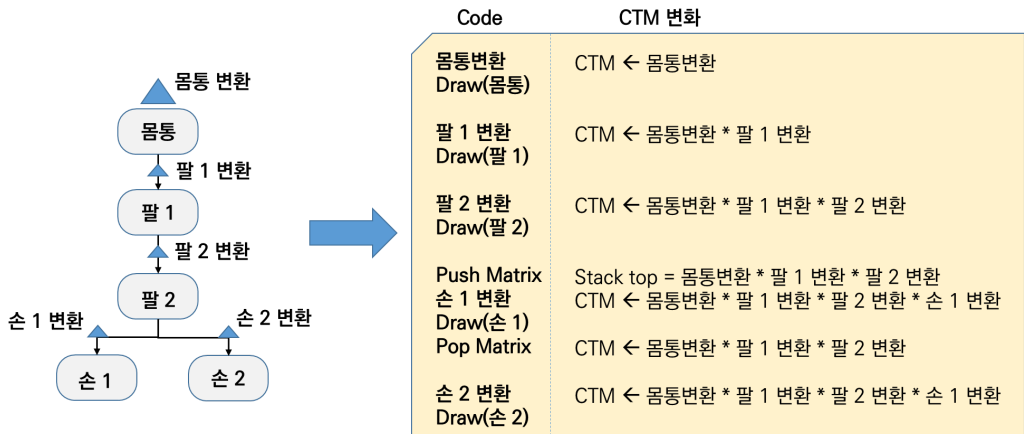 Code CTM 변화
몸통 변환
몸통
팔 1 변환
팔 1
팔 2 변환
팔 2
손 1 변환 손 2 변환
손 1 손 2
몸통변환 CTM ← 몸통변환
Draw(몸통)
팔 1 변환 CTM ← 몸통변환 * 팔 1 변환
Draw(팔 1)
팔 2 변환 CTM ← 몸통변환 * 팔 1 변환 * 팔 2 변환
Draw(팔 2)
Push Matrix Stack top = 몸통변환 * 팔 1 변환 * 팔 2 변환
손 1 변환 CTM ← 몸통변환 * 팔 1 변환 * 팔 2 변환 * 손 1 변환
Draw(손 1)
Pop Matrix CTM ← 몸통변환 * 팔 1 변환 * 팔 2 변환
손 2 변환 CTM ← 몸통변환 * 팔 1 변환 * 팔 2 변환 * 손 1 변환
Draw(손 2)